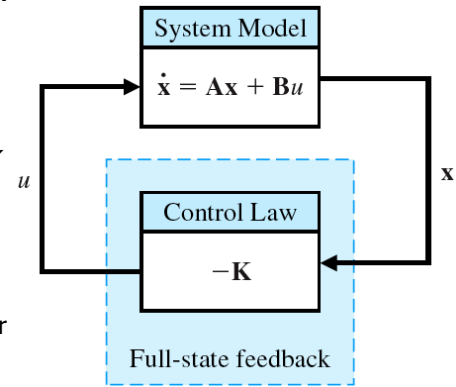 System Model
ẋ = Ax + Bu
u
x
Control Law
−K
r
Full-state feedback